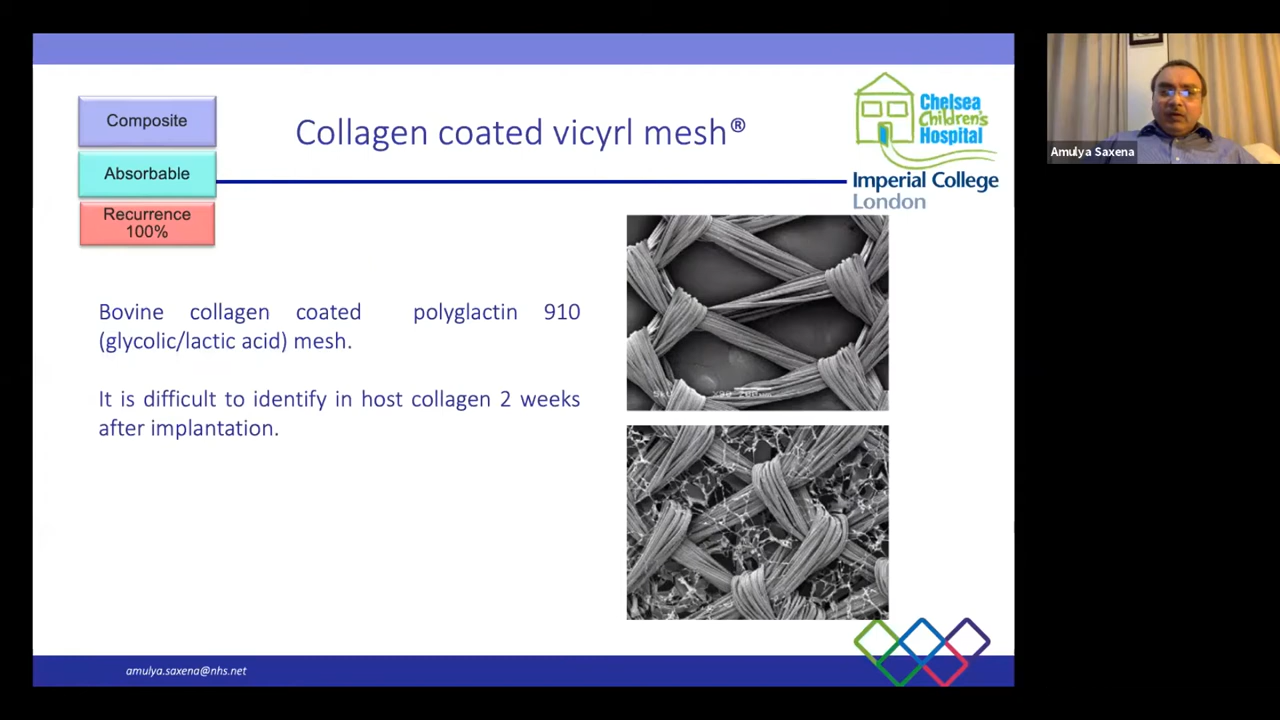 Composite
Absorbable
Recurrence
100%
Collagen coated vicyrl mesh®
Chelsea
Children's
Hospital
Imperial College
London
Amulya Saxena
Bovine collagen coated polyglactin 910
(glycolic/lactic acid) mesh.
It is difficult to identify in host collagen 2 weeks
after implantation.
amulya.saxena@nhs.net